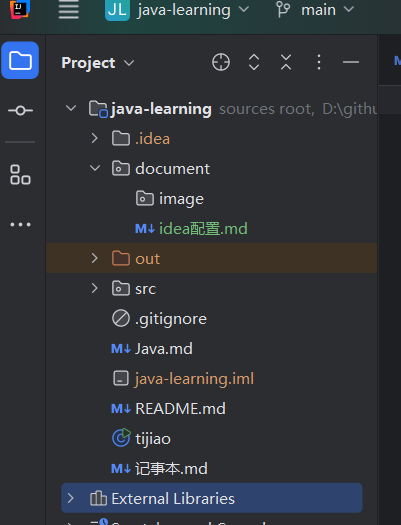 JL java-learning main
Project
java-learning sources root, D:\githu
.idea
document
image
M↓ idea配置.md
out
src
.gitignore
M↓ Java.md
java-learning.iml
M↓ README.md
tijiao
M↓ 记事本.md
External Libraries